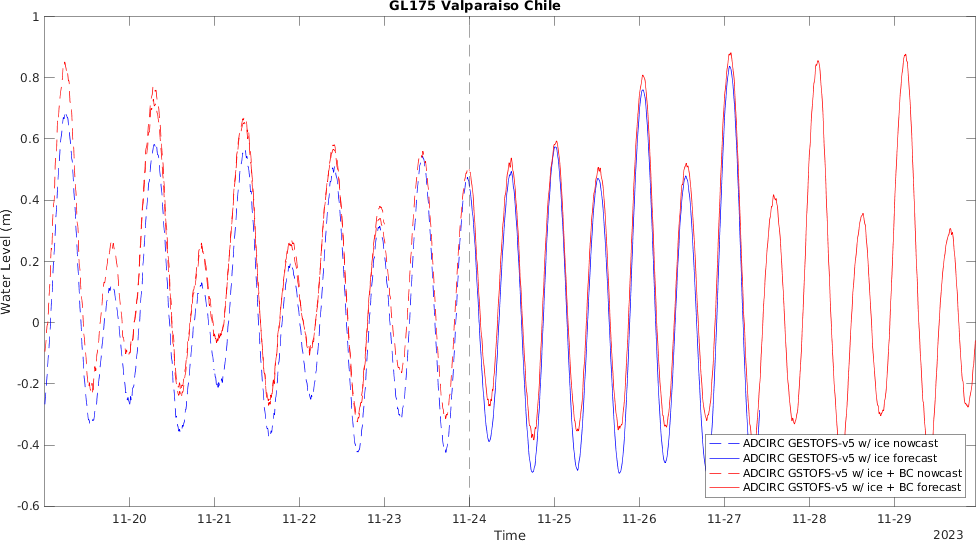 GL175 Valparaiso Chile
1
0.8
0.6
0.4
0.2
0
-0.2
-0.4
-0.6
Water Level (m)
ADCIRC GESTOFS-v5 w/ ice nowcast
ADCIRC GESTOFS-v5 w/ ice forecast
ADCIRC GSTOFS-v5 w/ ice + BC nowcast
ADCIRC GSTOFS-v5 w/ ice + BC forecast
11-20 11-21 11-22 11-23 11-24 11-25 11-26 11-27 11-28 11-29
Time
2023